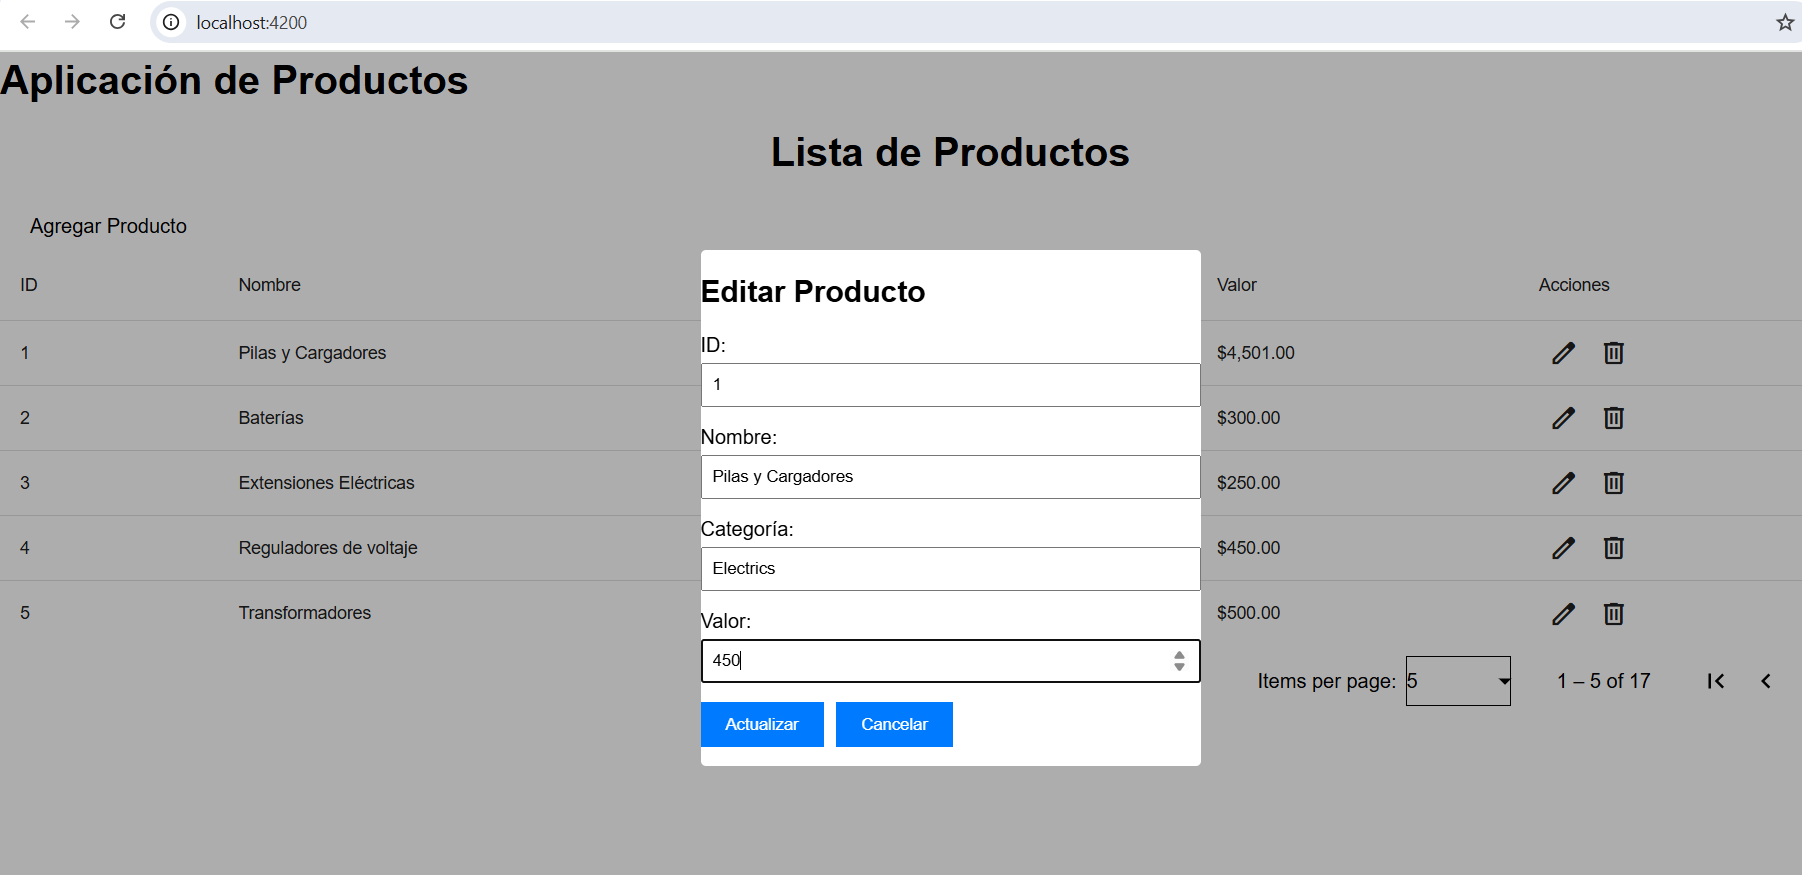 localhost:4200
Aplicación de Productos
Lista de Productos
Agregar Producto
ID Nombre Valor Acciones
1 Pilas y Cargadores $4,501.00
2 Baterías $300.00
3 Extensiones Eléctricas $250.00
4 Reguladores de voltaje $450.00
5 Transformadores $500.00
Items per page: 5 1 – 5 of 17
Editar Producto
ID:
1
Nombre:
Pilas y Cargadores
Categoría:
Electrics
Valor:
450
Actualizar Cancelar